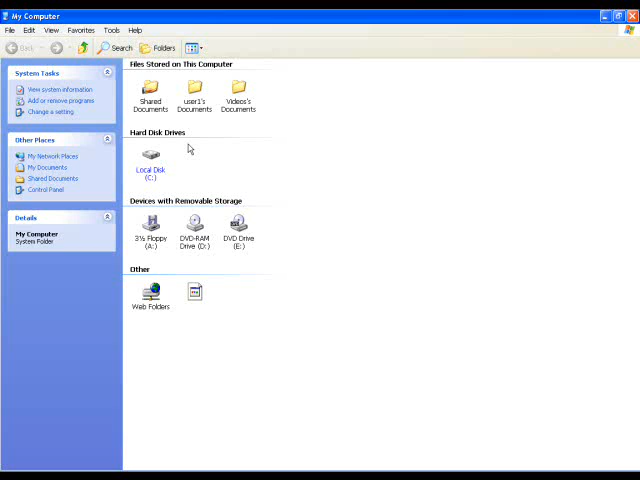 My Computer
File Edit View Favorites Tools Help
Back Search Folders
System Tasks
View system information
Add or remove programs
Change a setting
Other Places
My Network Places
My Documents
Shared Documents
Control Panel
Details
My Computer
System Folder
Files Stored on This Computer
Shared Documents
user1's Documents
Videos's Documents
Hard Disk Drives
Local Disk (C:)
Devices with Removable Storage
3½ Floppy (A:)
DVD-RAM Drive (D:)
DVD Drive (E:)
Other
Web Folders